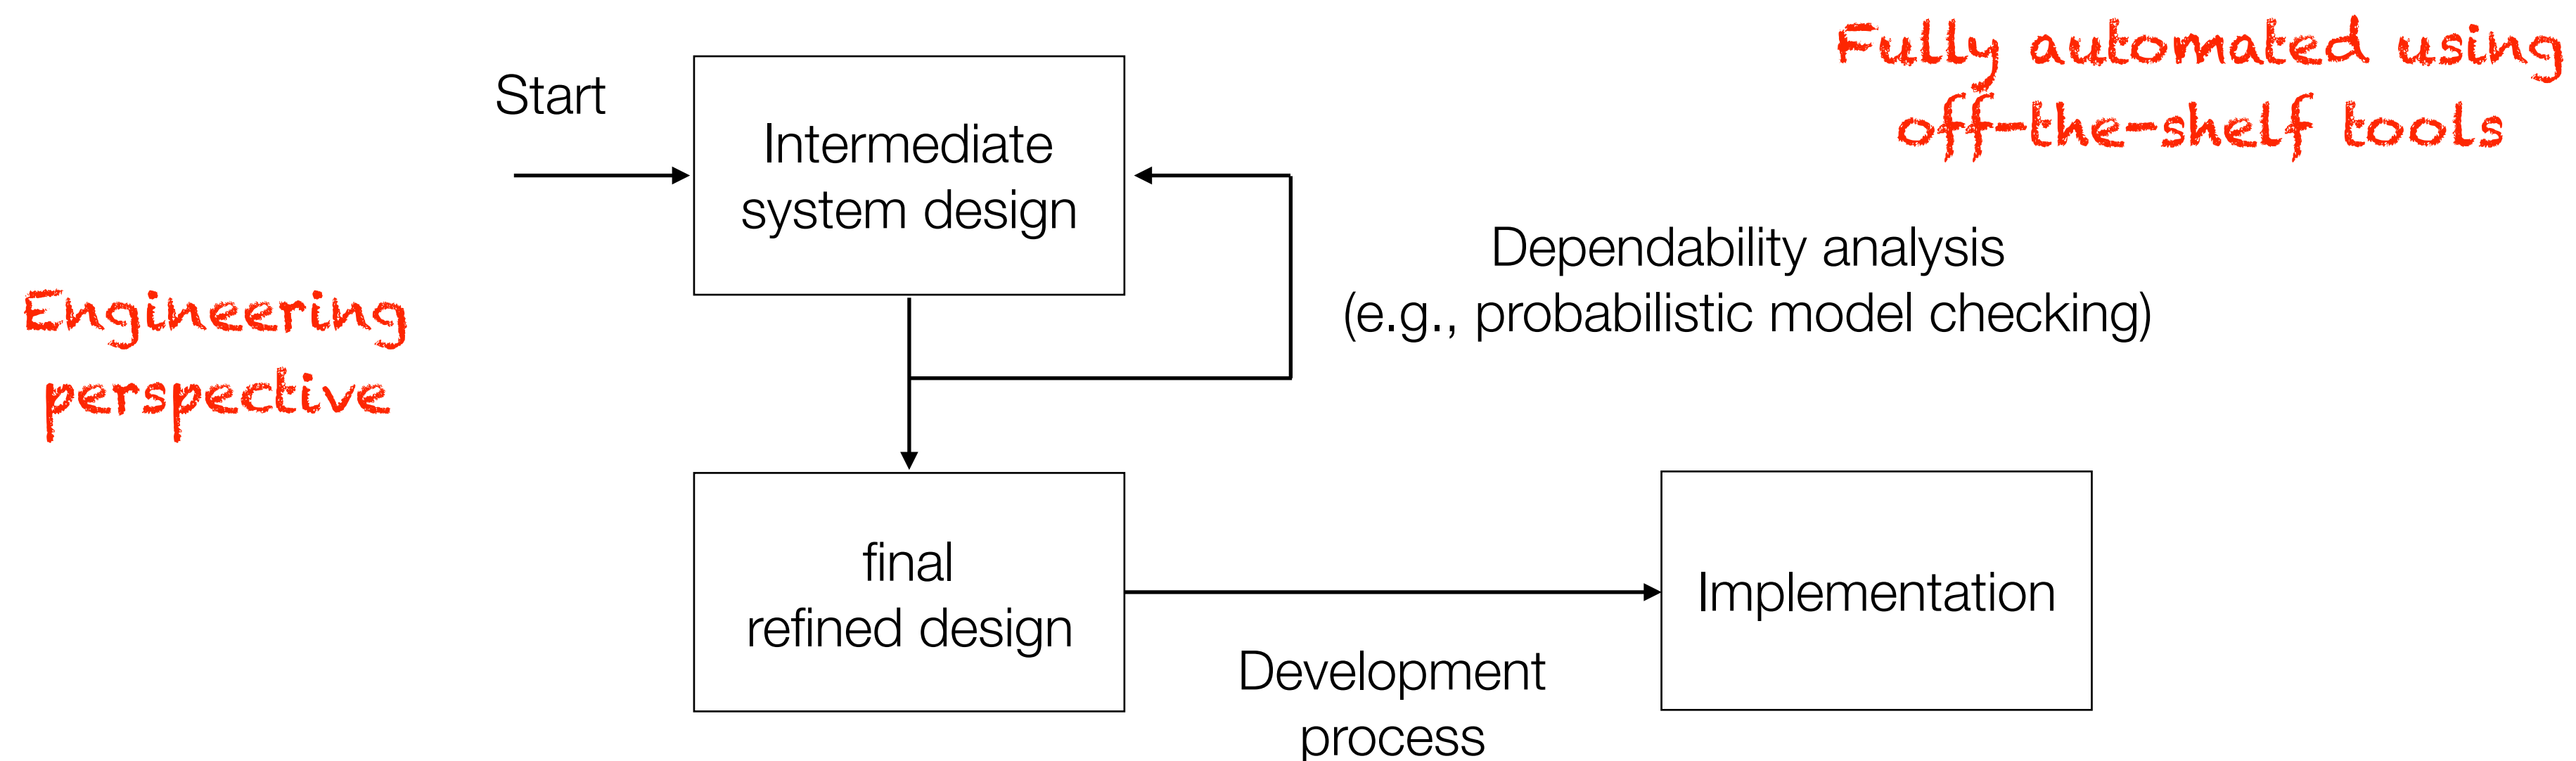 Fully automated using
off-the-shelf tools
Start
Intermediate
system design
Dependability analysis
(e.g., probabilistic model checking)
Engineering
perspective
final
refined design
Implementation
Development
process